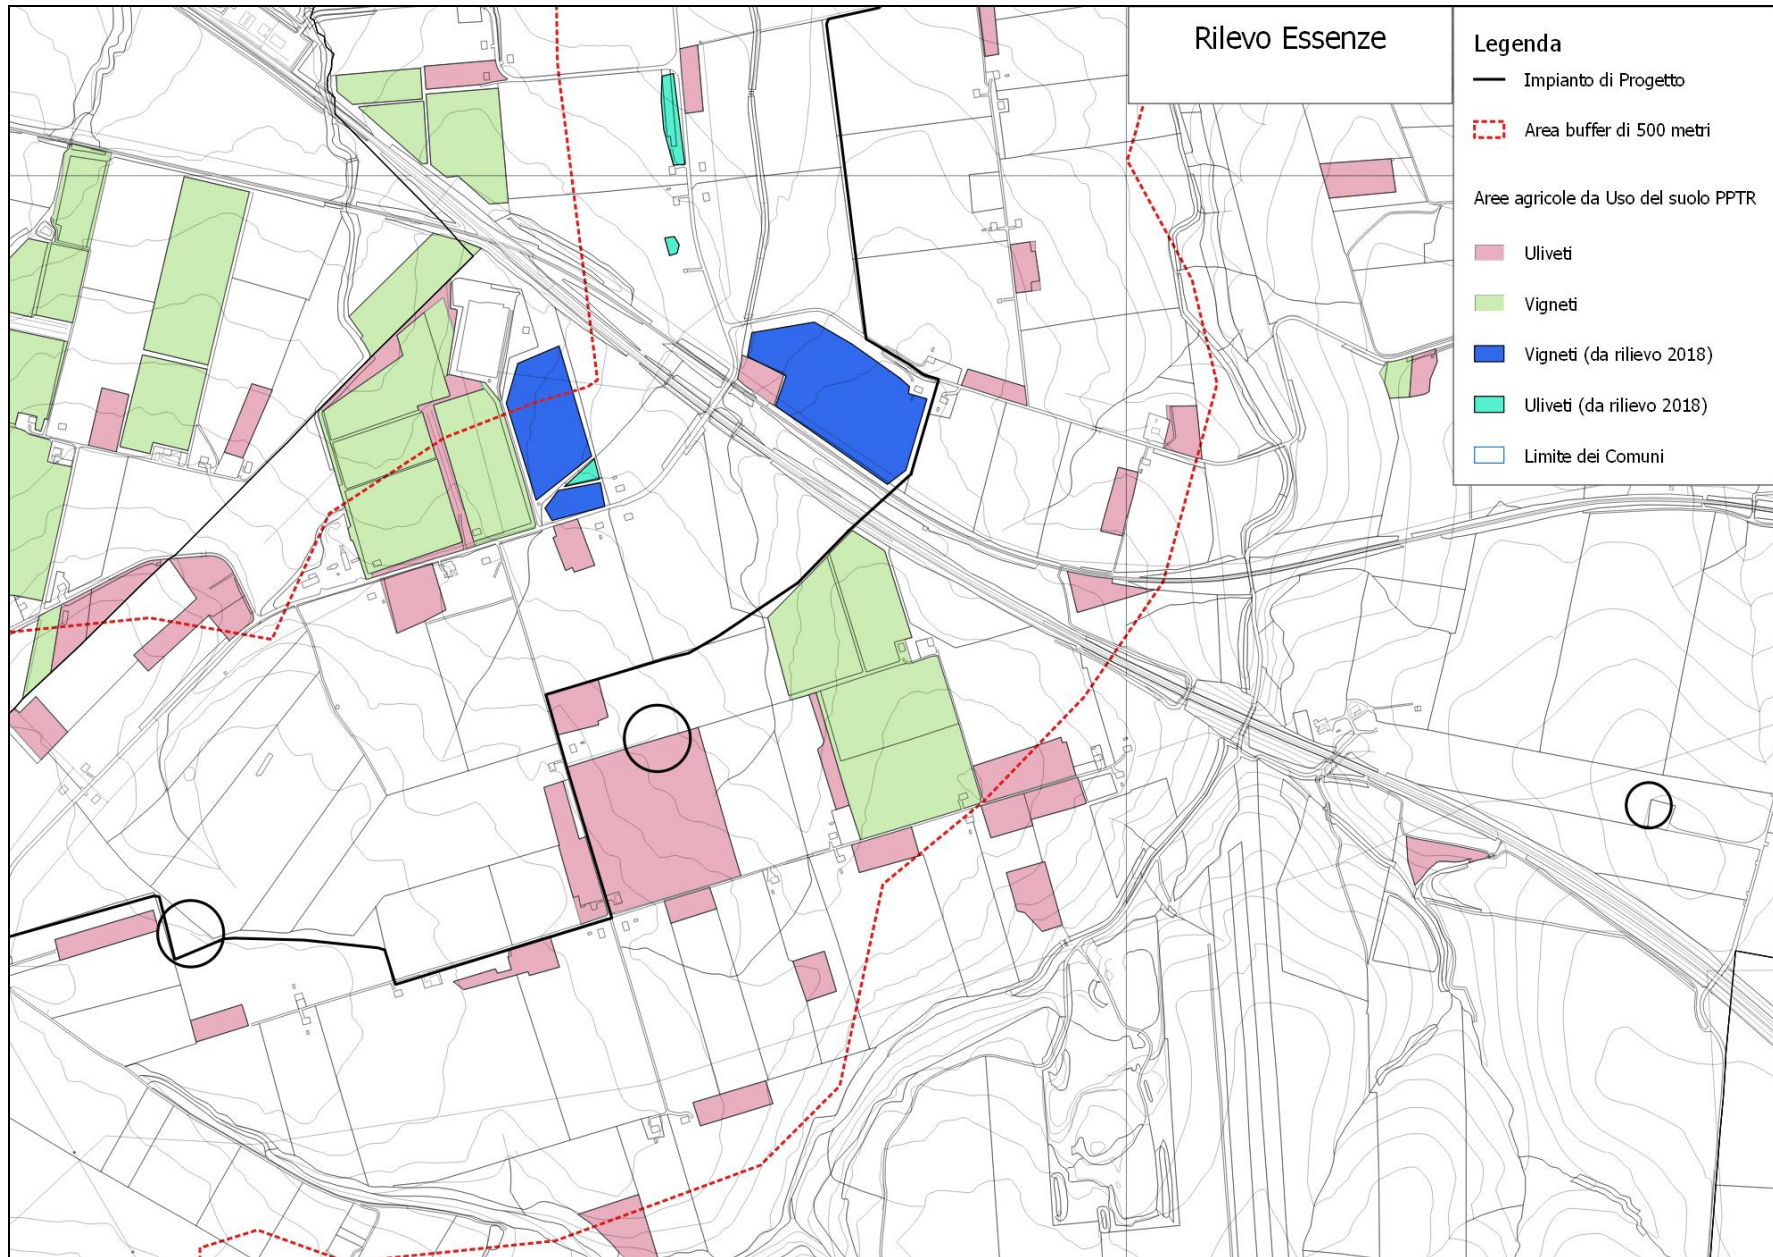 Rilevo Essenze
Legenda
Impianto di Progetto
Area buffer di 500 metri
Aree agricole da Uso del suolo PPTR
Uliveti
Vigneti
Vigneti (da rilievo 2018)
Uliveti (da rilievo 2018)
Limite dei Comuni